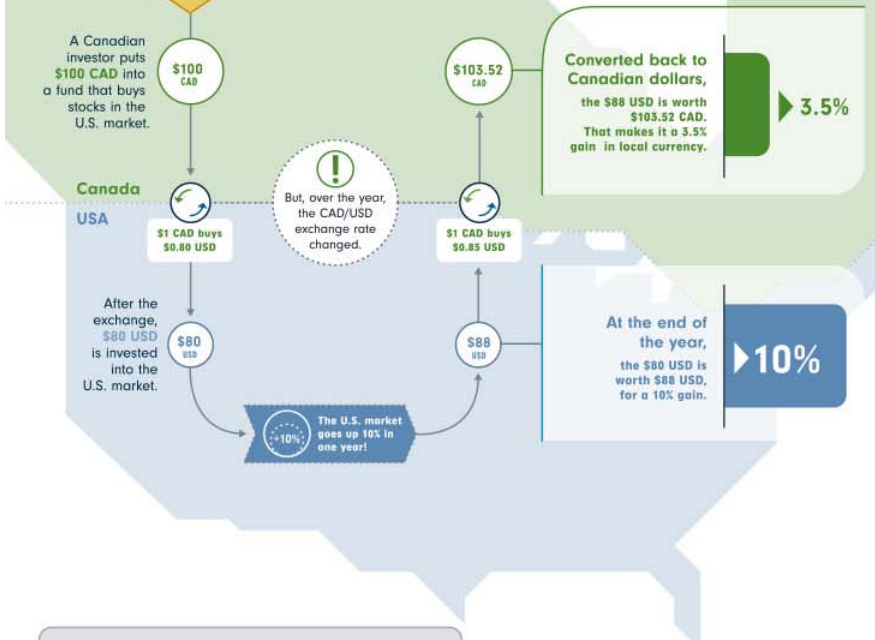 A Canadian
investor puts
$100 CAD into
a fund that buys
stocks in the
U.S. market.
$100
CAD
$103.52
CAD
Converted back to
Canadian dollars,
the $88 USD is worth
$103.52 CAD.
That makes it a 3.5%
gain in local currency.
3.5%
Canada
USA
$1 CAD buys
$0.80 USD
But, over the year,
the CAD/USD
exchange rate
changed.
$1 CAD buys
$0.85 USD
After the
exchange,
$80 USD
is invested
into the
U.S. market.
$80
USD
$88
USD
At the end of
the year,
the $80 USD is
worth $88 USD,
for a 10% gain.
10%
+10%
The U.S. market
goes up 10% in
one year!